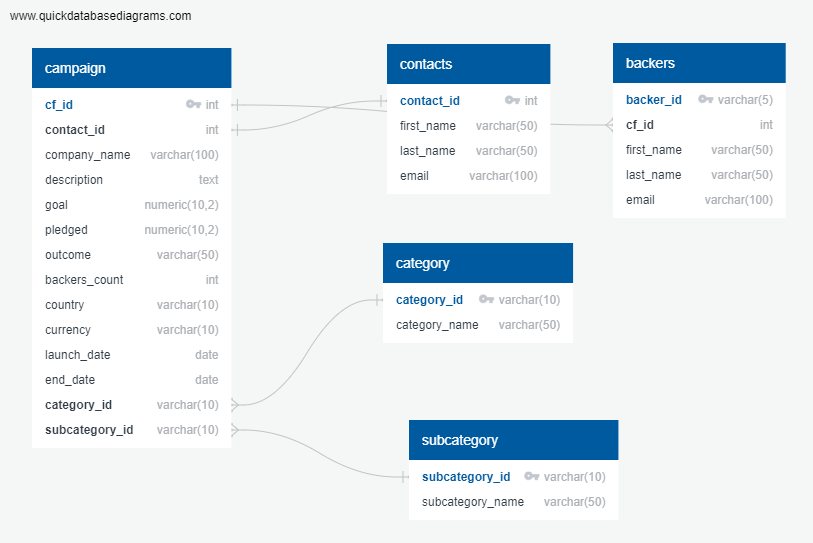 www.quickdatabasediagrams.com
campaign
cf_id int
contact_id int
company_name varchar(100)
description text
goal numeric(10,2)
pledged numeric(10,2)
outcome varchar(50)
backers_count int
country varchar(10)
currency varchar(10)
launch_date date
end_date date
category_id varchar(10)
subcategory_id varchar(10)
contacts
contact_id int
first_name varchar(50)
last_name varchar(50)
email varchar(100)
backers
backer_id varchar(5)
cf_id int
first_name varchar(50)
last_name varchar(50)
email varchar(100)
category
category_id varchar(10)
category_name varchar(50)
subcategory
subcategory_id varchar(10)
subcategory_name varchar(50)